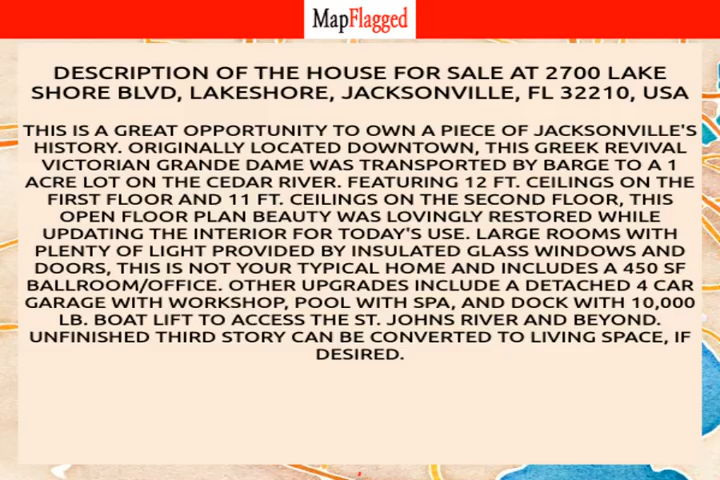 MapFlagged
DESCRIPTION OF THE HOUSE FOR SALE AT 2700 LAKE
SHORE BLVD, LAKESHORE, JACKSONVILLE, FL 32210, USA
THIS IS A GREAT OPPORTUNITY TO OWN A PIECE OF JACKSONVILLE'S
HISTORY. ORIGINALLY LOCATED DOWNTOWN, THIS GREEK REVIVAL
VICTORIAN GRANDE DAME WAS TRANSPORTED BY BARGE TO A 1
ACRE LOT ON THE CEDAR RIVER. FEATURING 12 FT. CEILINGS ON THE
FIRST FLOOR AND 11 FT. CEILINGS ON THE SECOND FLOOR, THIS
OPEN FLOOR PLAN BEAUTY WAS LOVINGLY RESTORED WHILE
UPDATING THE INTERIOR FOR TODAY'S USE. LARGE ROOMS WITH
PLENTY OF LIGHT PROVIDED BY INSULATED GLASS WINDOWS AND
DOORS, THIS IS NOT YOUR TYPICAL HOME AND INCLUDES A 450 SF
BALLROOM/OFFICE. OTHER UPGRADES INCLUDE A DETACHED 4 CAR
GARAGE WITH WORKSHOP, POOL WITH SPA, AND DOCK WITH 10,000
LB. BOAT LIFT TO ACCESS THE ST. JOHNS RIVER AND BEYOND.
UNFINISHED THIRD STORY CAN BE CONVERTED TO LIVING SPACE, IF
DESIRED.